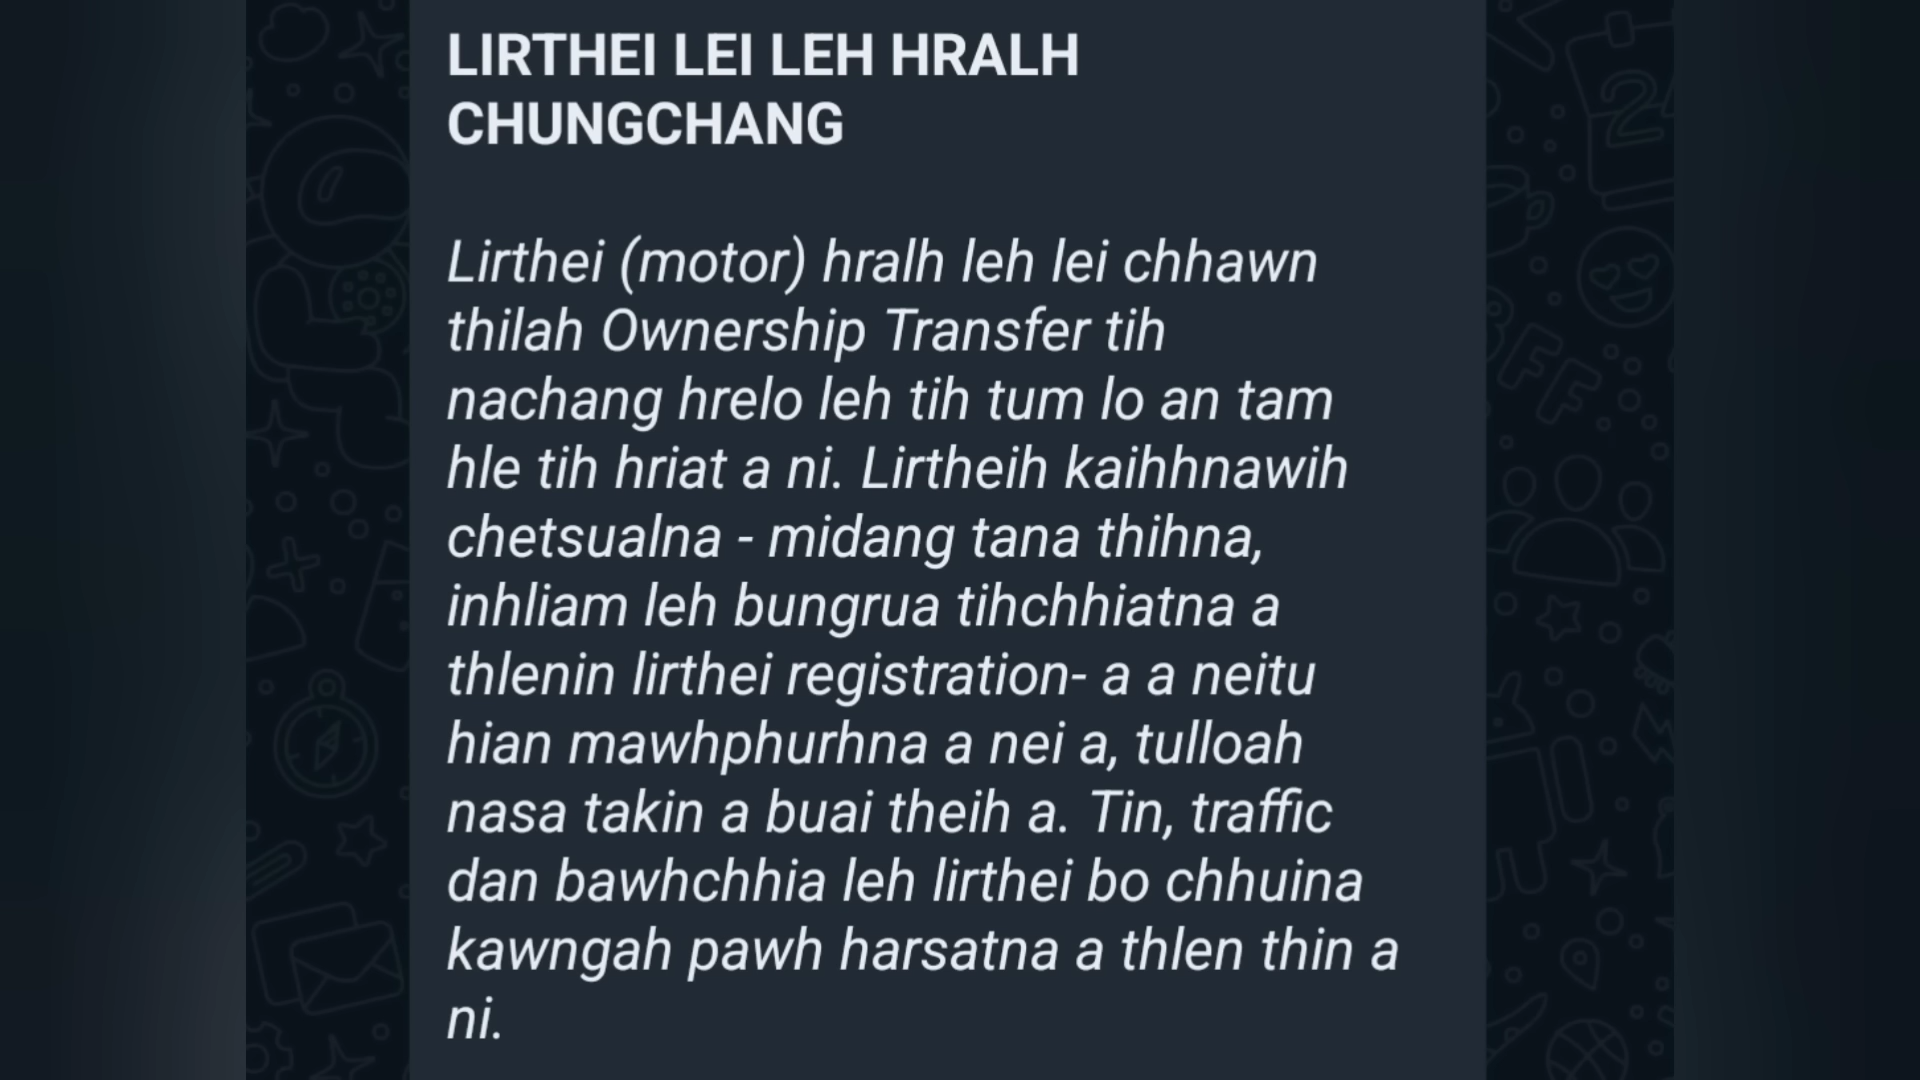 LIRTHEI LEI LEH HRALH
CHUNGCHANG
Lirthei (motor) hralh leh lei chhawn
thilah Ownership Transfer tih
nachang hrelo leh tih tum lo an tam
hle tih hriat a ni. Lirtheih kaihhnawih
chetsualna - midang tana thihna,
inhliam leh bungrua tihchhiatna a
thlenin lirthei registration- a a neitu
hian mawhphurhna a nei a, tulloah
nasa takin a buai theih a. Tin, traffic
dan bawhchhia leh lirthei bo chhuina
kawngah pawh harsatna a thlen thin a
ni.